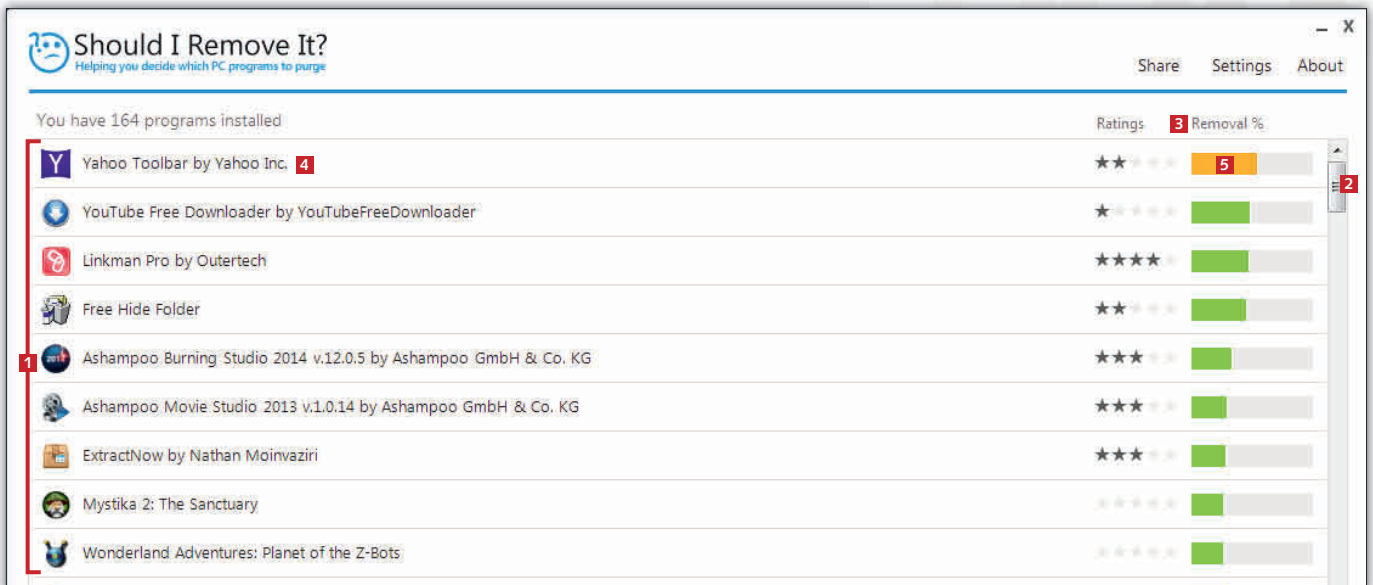 Should I Remove It?
Helping you decide which PC programs to purge
– X
Share Settings About
You have 164 programs installed
Ratings 3 Removal %
Y Yahoo Toolbar by Yahoo Inc. 4 5
2
YouTube Free Downloader by YouTubeFreeDownloader
Linkman Pro by Outertech
Free Hide Folder
1 Ashampoo Burning Studio 2014 v.12.0.5 by Ashampoo GmbH & Co. KG
Ashampoo Movie Studio 2013 v.1.0.14 by Ashampoo GmbH & Co. KG
ExtractNow by Nathan Moinvaziri
Mystika 2: The Sanctuary
Wonderland Adventures: Planet of the Z-Bots